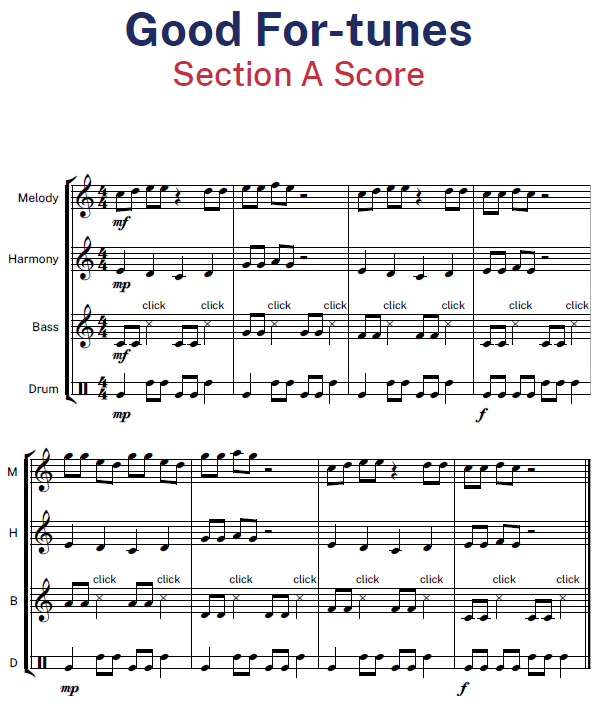 Good For-tunes
Section A Score
Melody
mf
Harmony
mp
click click click click click click click click
Bass
mf
Drum
mp f
M
H
click click click click click click click click
B
D
mp f